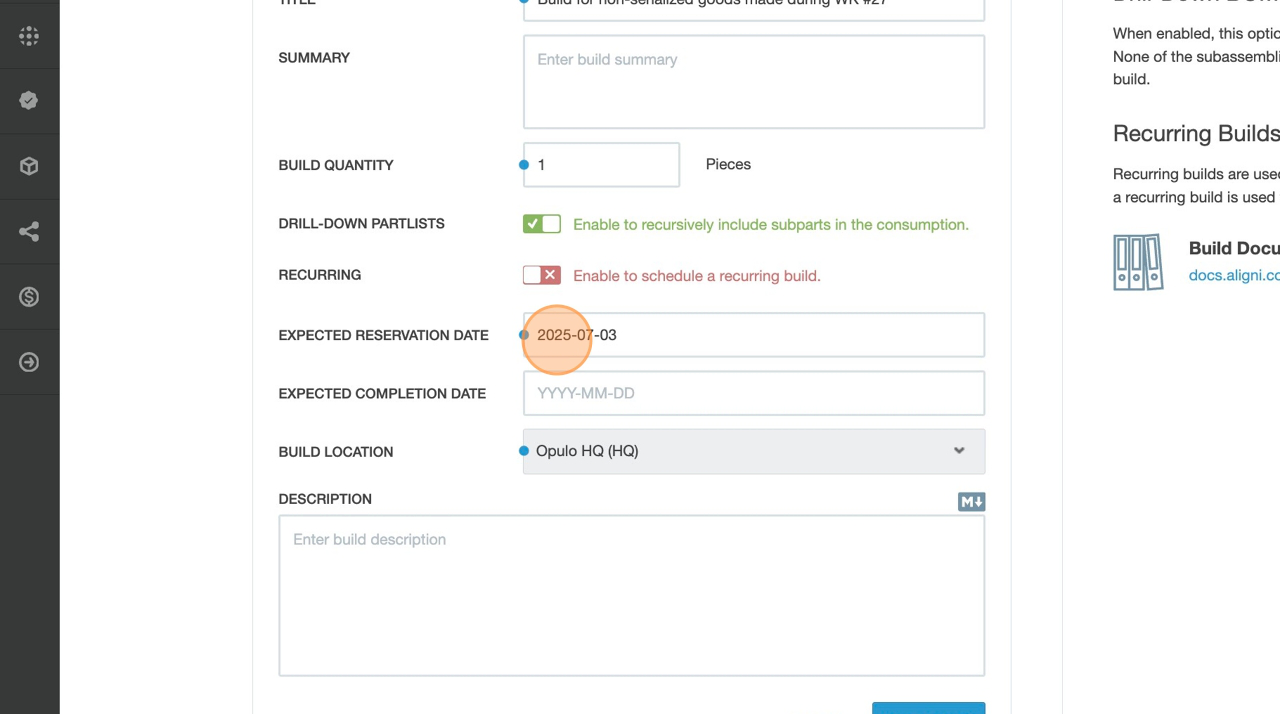 TITLE
Build for non-serialized goods made during WK #27
SUMMARY
Enter build summary
BUILD QUANTITY
1
Pieces
DRILL-DOWN PARTLISTS
Enable to recursively include subparts in the consumption.
RECURRING
Enable to schedule a recurring build.
EXPECTED RESERVATION DATE
2025-07-03
EXPECTED COMPLETION DATE
YYYY-MM-DD
BUILD LOCATION
Opulo HQ (HQ)
DESCRIPTION
M
Enter build description
When enabled, this optio
None of the subassembli
build.
Recurring Builds
Recurring builds are used
a recurring build is used
Build Docu
docs.aligni.co